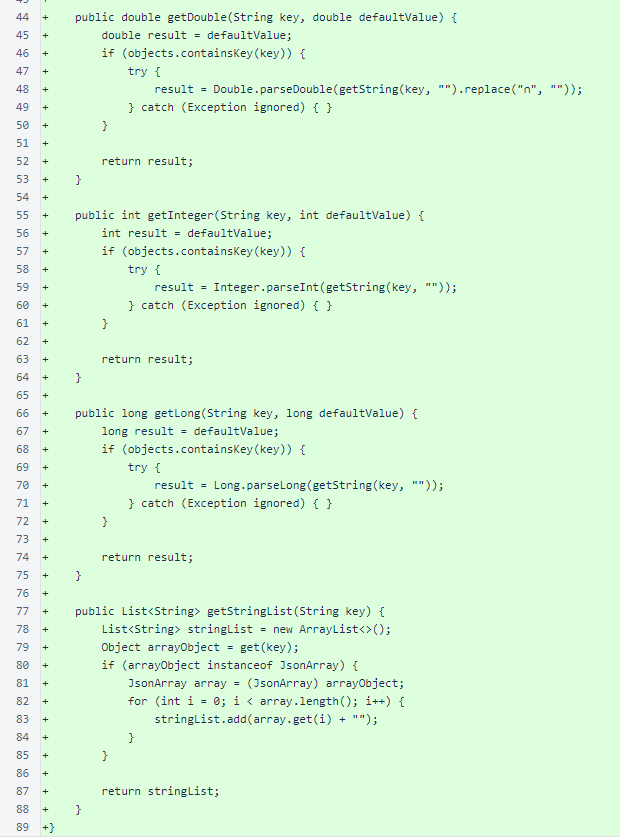 44 +     public double getDouble(String key, double defaultValue) {
45 +         double result = defaultValue;
46 +         if (objects.containsKey(key)) {
47 +             try {
48 +                 result = Double.parseDouble(getString(key, "").replace("n", ""));
49 +             } catch (Exception ignored) { }
50 +         }
51 +
52 +         return result;
53 +     }
54 +
55 +     public int getInteger(String key, int defaultValue) {
56 +         int result = defaultValue;
57 +         if (objects.containsKey(key)) {
58 +             try {
59 +                 result = Integer.parseInt(getString(key, ""));
60 +             } catch (Exception ignored) { }
61 +         }
62 +
63 +         return result;
64 +     }
65 +
66 +     public long getLong(String key, long defaultValue) {
67 +         long result = defaultValue;
68 +         if (objects.containsKey(key)) {
69 +             try {
70 +                 result = Long.parseLong(getString(key, ""));
71 +             } catch (Exception ignored) { }
72 +         }
73 +
74 +         return result;
75 +     }
76 +
77 +     public List<String> getStringList(String key) {
78 +         List<String> stringList = new ArrayList<>();
79 +         Object arrayObject = get(key);
80 +         if (arrayObject instanceof JsonArray) {
81 +             JsonArray array = (JsonArray) arrayObject;
82 +             for (int i = 0; i < array.length(); i++) {
83 +                 stringList.add(array.get(i) + "");
84 +             }
85 +         }
86 +
87 +         return stringList;
88 +     }
89 +}